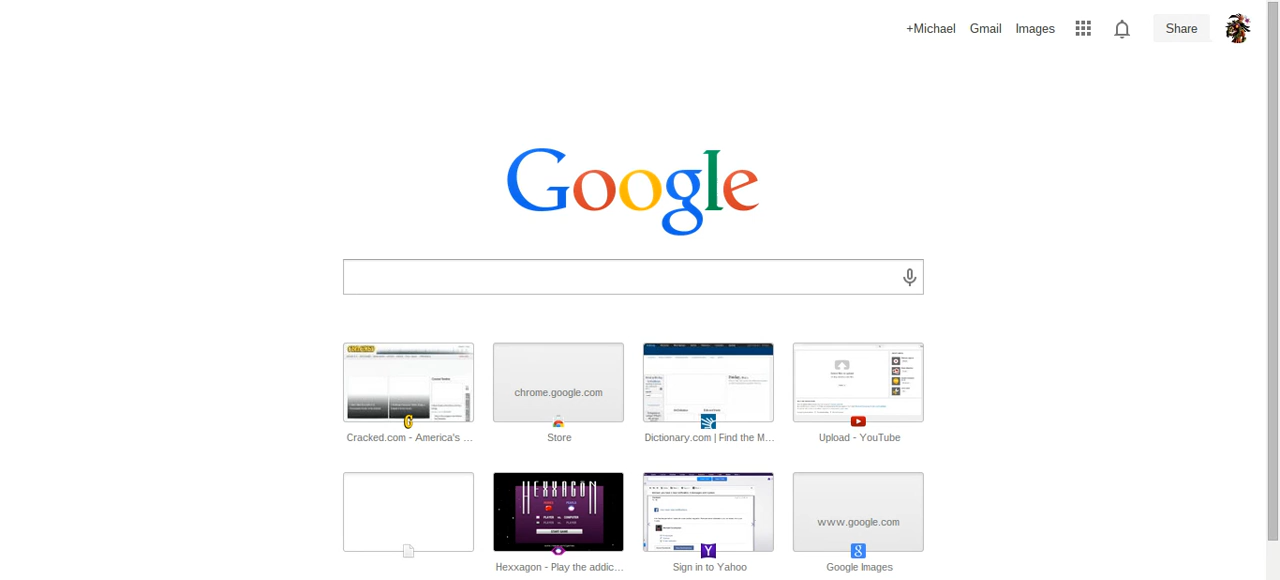 +Michael Gmail Images Share
Google
chrome.google.com
Cracked.com - America's ...
Store
Dictionary.com | Find the M...
Upload - YouTube
HEXXAGON
www.google.com
Hexxagon - Play the addic...
Sign in to Yahoo
Google Images